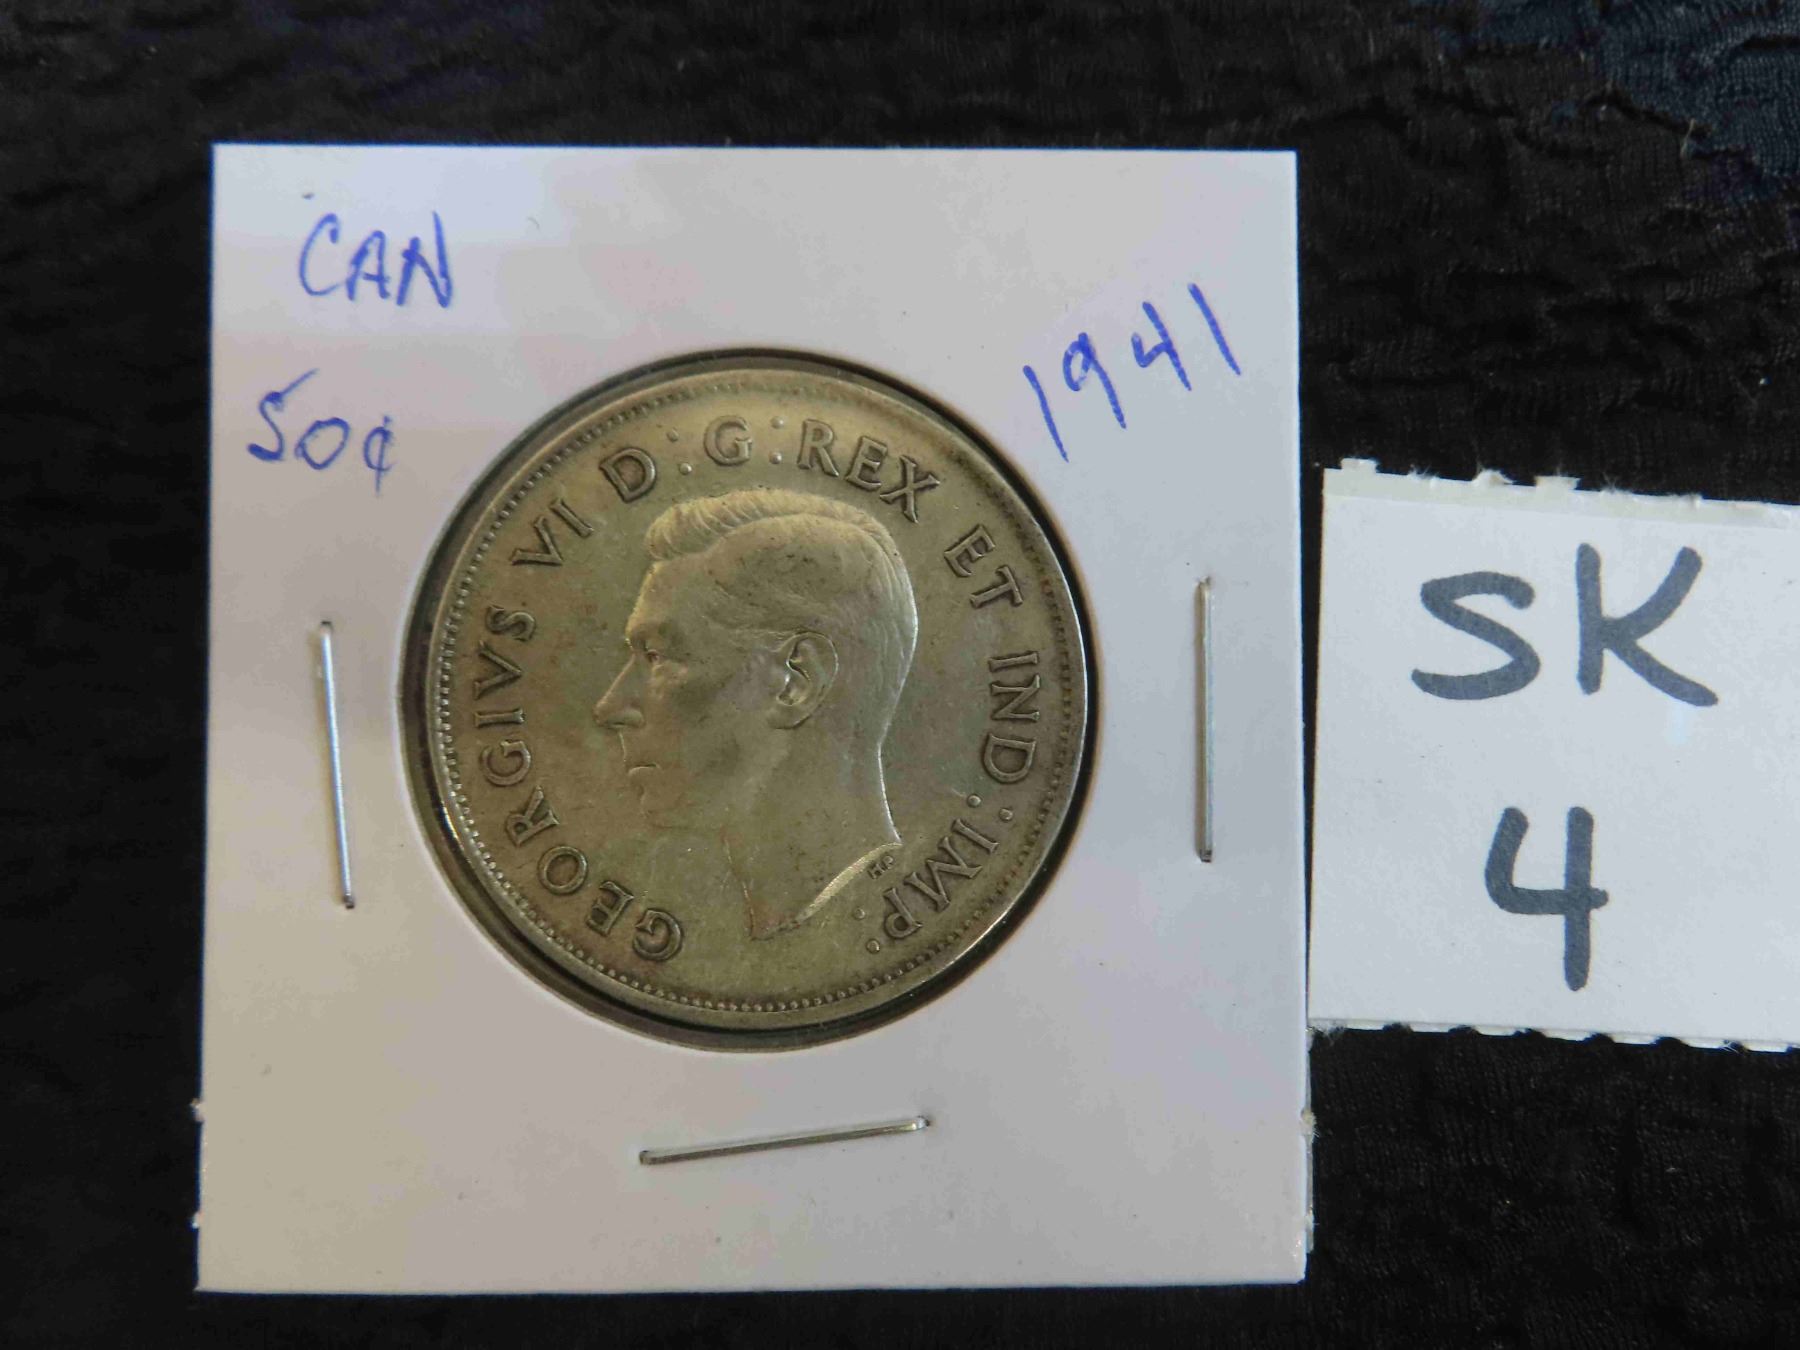 CAN
50¢
1941
GEORGIVS VI D:G:REX ET IND:IMP:
HP
SK
4